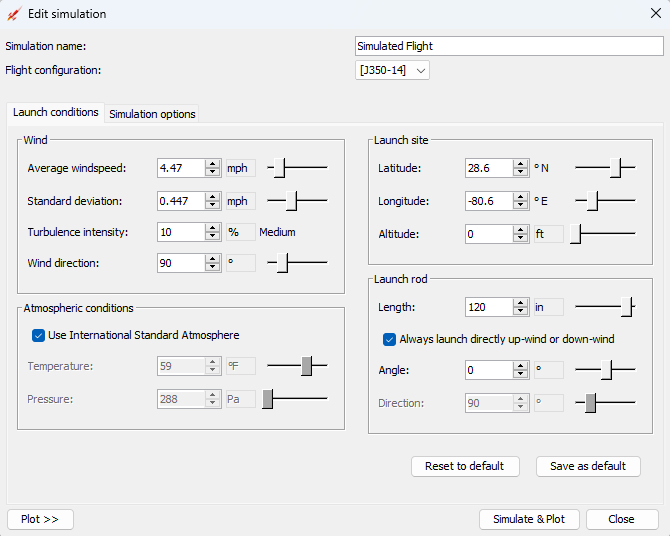 Edit simulation
Simulation name: Simulated Flight
Flight configuration: [J350-14]
Launch conditions Simulation options
Wind
Average windspeed: 4.47 mph
Standard deviation: 0.447 mph
Turbulence intensity: 10 % Medium
Wind direction: 90 °
Atmospheric conditions
Use International Standard Atmosphere
Temperature: 59 °F
Pressure: 288 Pa
Launch site
Latitude: 28.6 ° N
Longitude: -80.6 ° E
Altitude: 0 ft
Launch rod
Length: 120 in
Always launch directly up-wind or down-wind
Angle: 0 °
Direction: 90 °
Reset to default Save as default
Plot >> Simulate & Plot Close